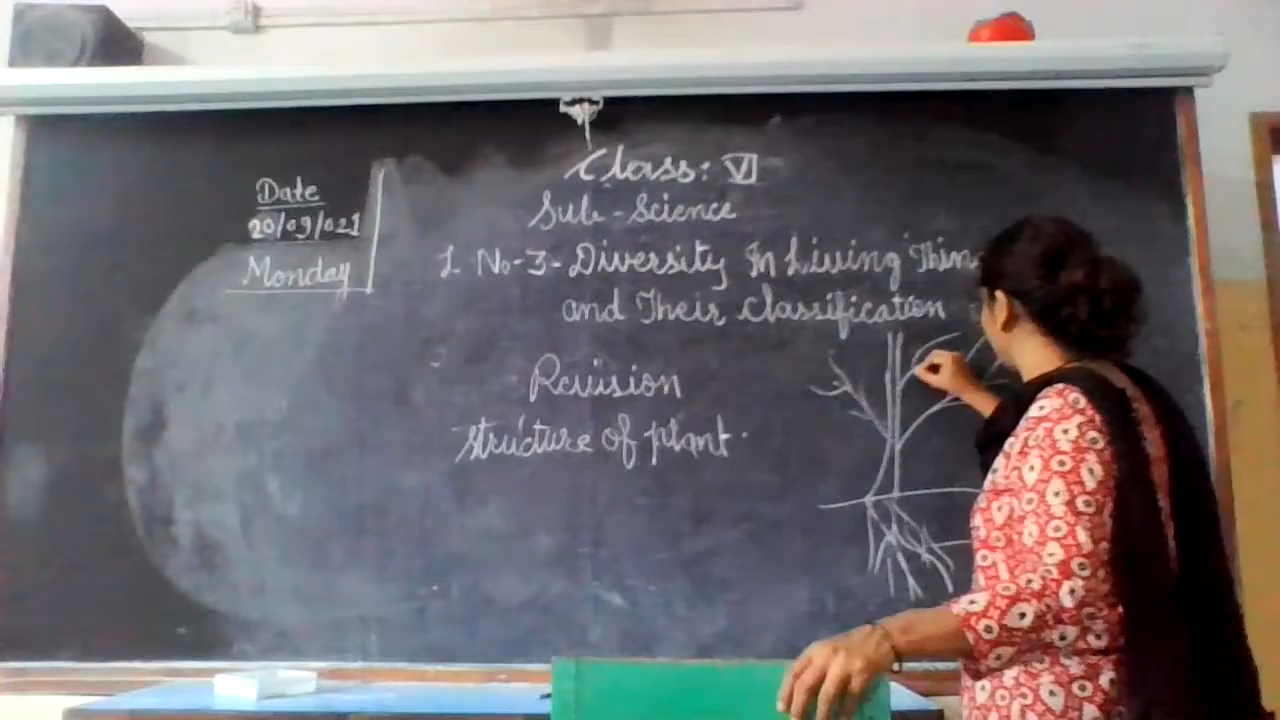 Date
20/09/021
Monday
Class: VI
Sub - Science
L No-3- Diversity In Living Thin
and Their Classification
Revision
structure of plant.